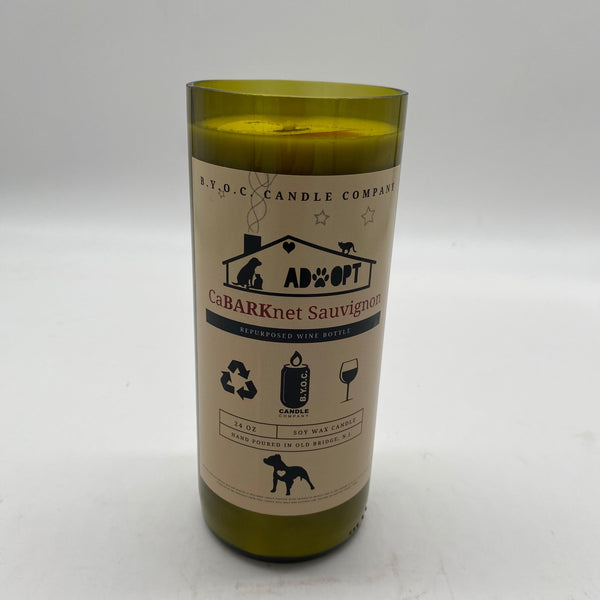 B.Y.O.C. CANDLE COMPANY
ADOPT
CaBARKnet Sauvignon
REPURPOSED WINE BOTTLE
B.Y.O.C.
CANDLE
COMPANY
24 OZ
SOY WAX CANDLE
HAND POURED IN OLD BRIDGE, NJ